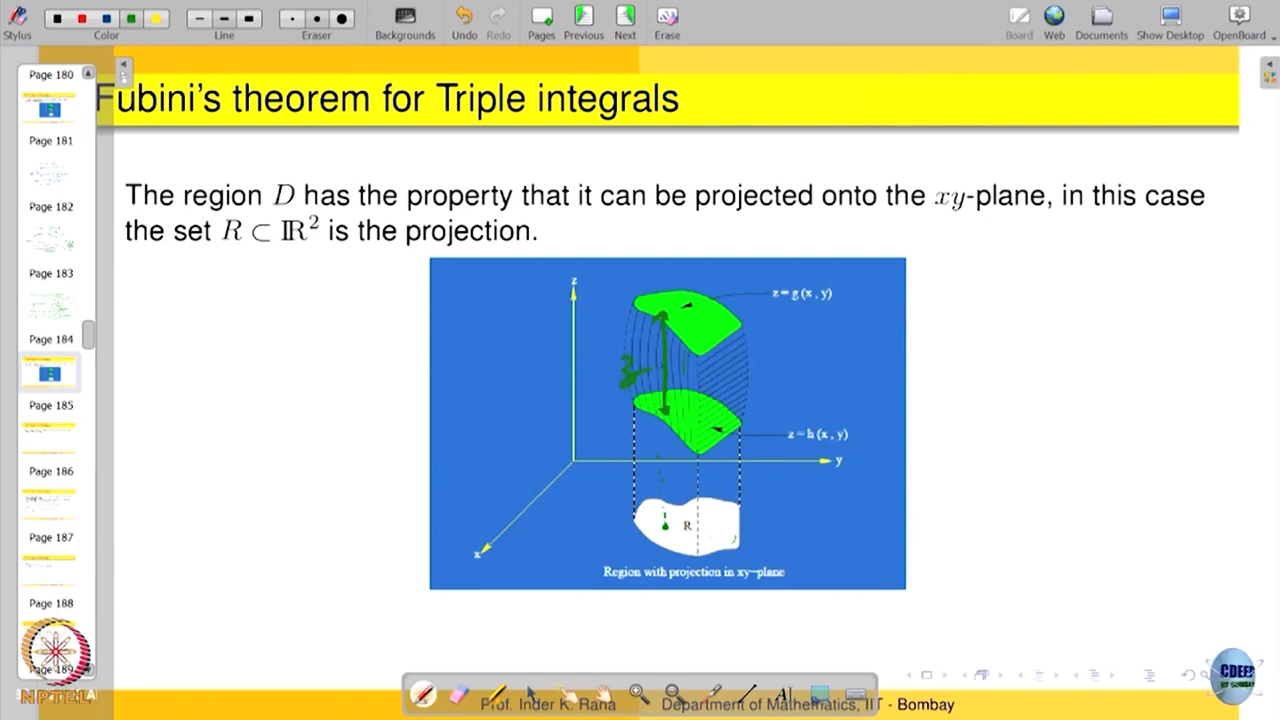 Stylus
Color
Line
Eraser
Backgrounds
Undo
Redo
Pages
Previous
Next
Erase
Board
Web
Documents
Show Desktop
OpenBoard
Page 180
Page 181
Page 182
Page 183
Page 184
Page 185
Page 186
Page 187
Page 188
Page 189
Fubini's theorem for Triple integrals
The region D has the property that it can be projected onto the xy-plane, in this case
the set R ⊂ ℝ² is the projection.
z
z = g (x , y)
z
z = h (x , y)
y
R
x
Region with projection in xy-plane
NPTEL
CDEEP
IIT BOMBAY
Prof. Inder K. Rana Department of Mathematics, IIT - Bombay